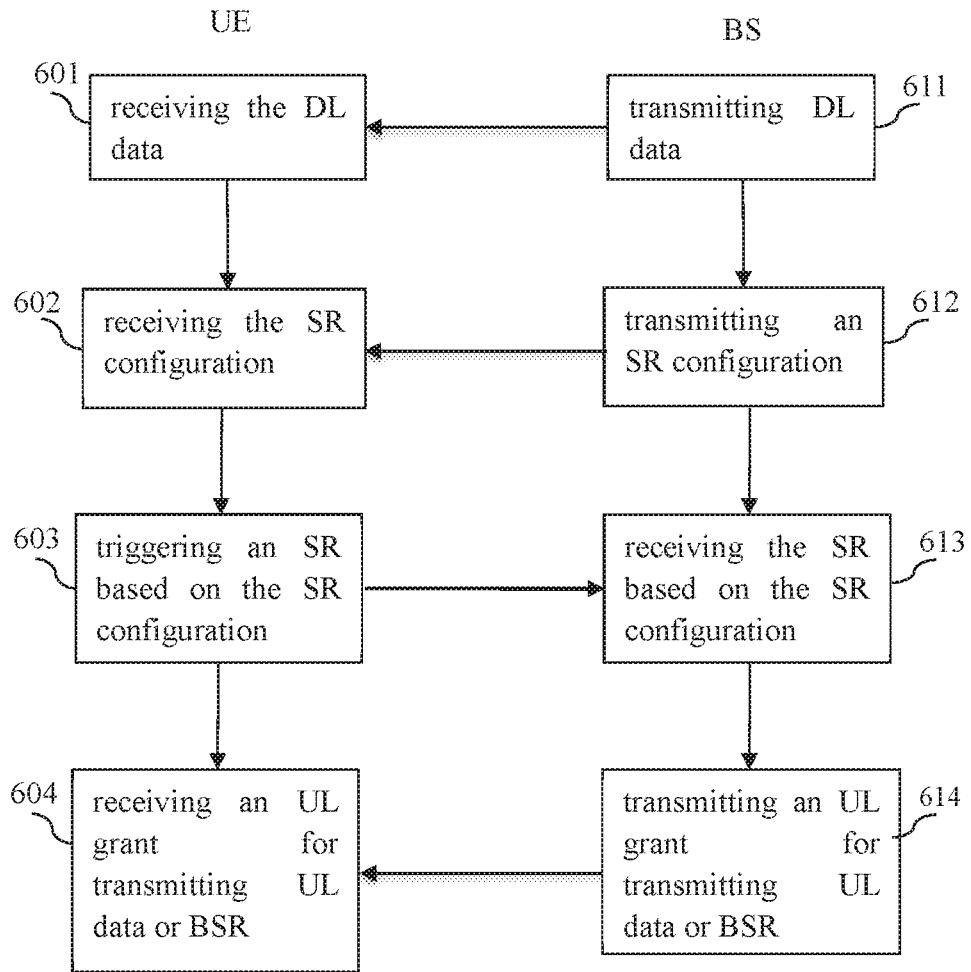 UE
BS
601
receiving the DL
data
611
transmitting DL
data
602
receiving the SR
configuration
612
transmitting an
SR configuration
603
triggering an SR
based on the SR
configuration
613
receiving the SR
based on the SR
configuration
604
receiving an UL
grant for
transmitting UL
data or BSR
614
transmitting an UL
grant for
transmitting UL
data or BSR